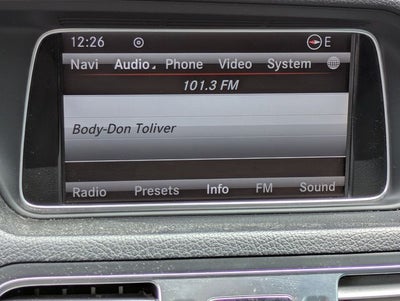 12:26 E
Navi Audio Phone Video System
101.3 FM
Body-Don Toliver
Radio Presets Info FM Sound